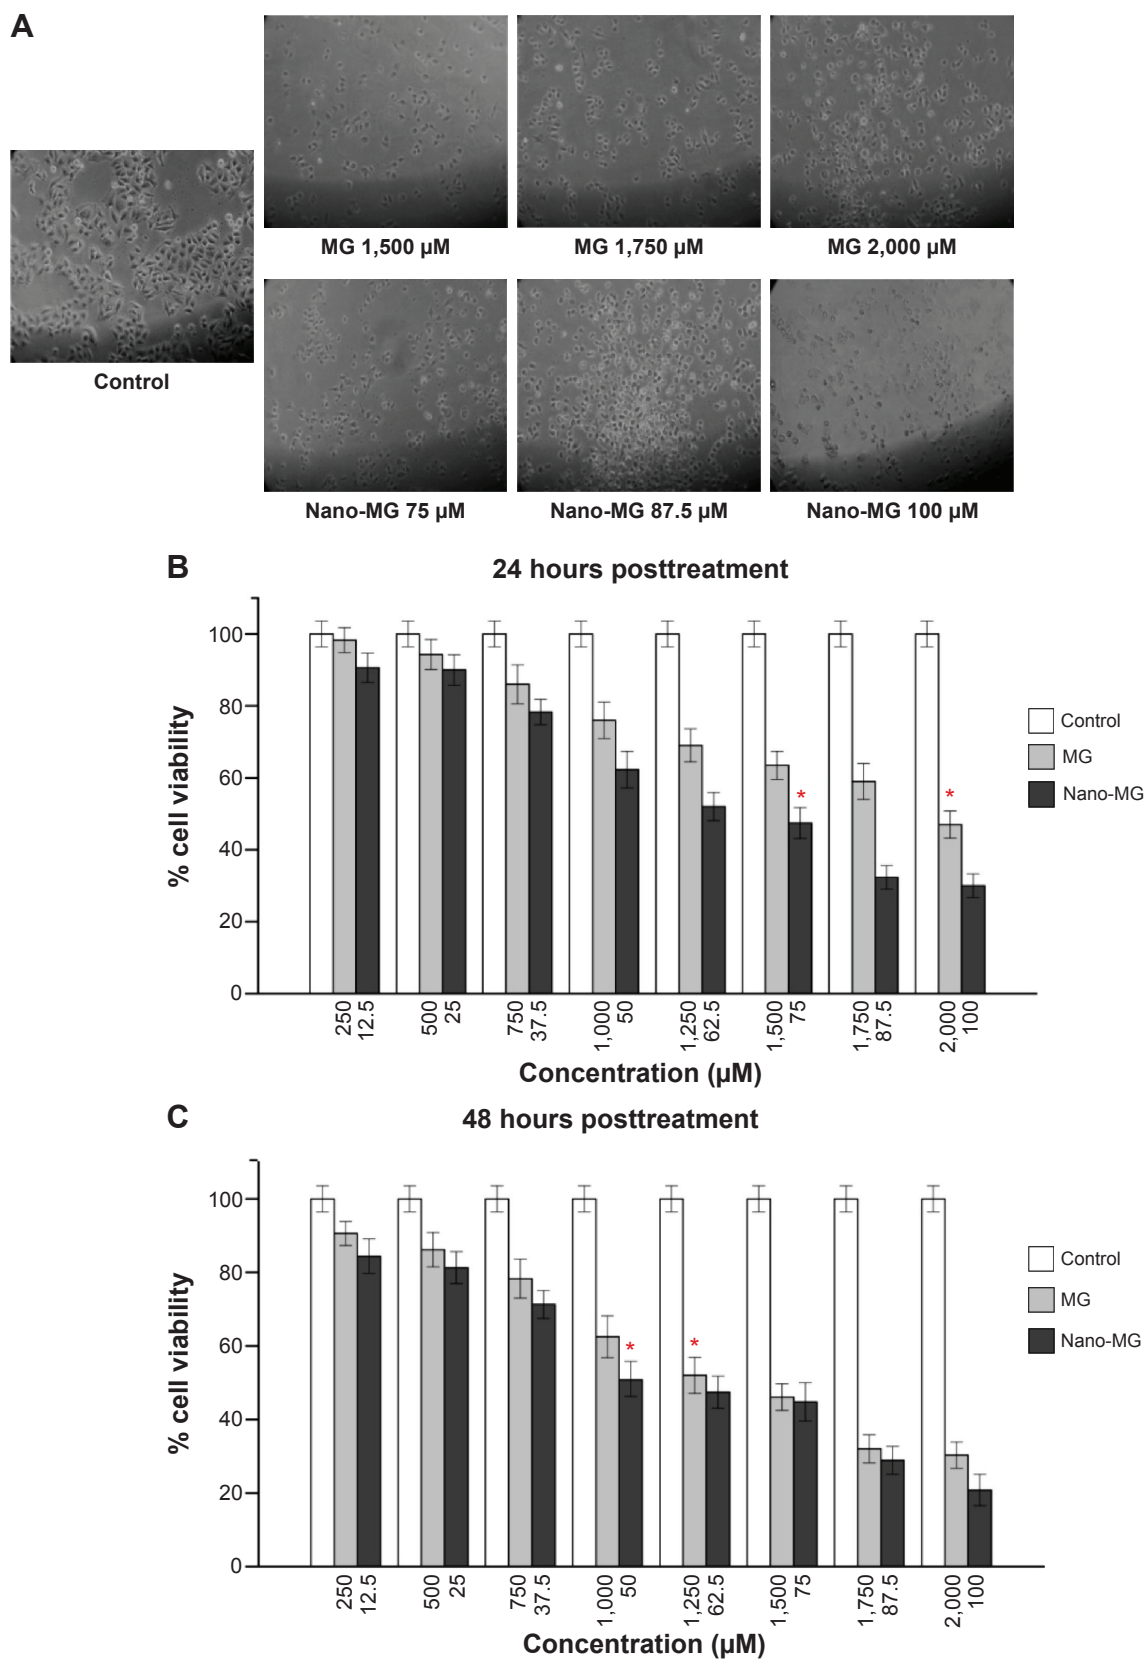 A
MG 1,500 µM
MG 1,750 µM
MG 2,000 µM
Control
Nano-MG 75 µM
Nano-MG 87.5 µM
Nano-MG 100 µM
B
24 hours posttreatment
% cell viability
100
80
60
40
20
0
*
*
Control
MG
Nano-MG
250
12.5
500
25
750
37.5
1,000
50
1,250
62.5
1,500
75
1,750
87.5
2,000
100
Concentration (µM)
C
48 hours posttreatment
% cell viability
100
80
60
40
20
0
*
*
Control
MG
Nano-MG
250
12.5
500
25
750
37.5
1,000
50
1,250
62.5
1,500
75
1,750
87.5
2,000
100
Concentration (µM)